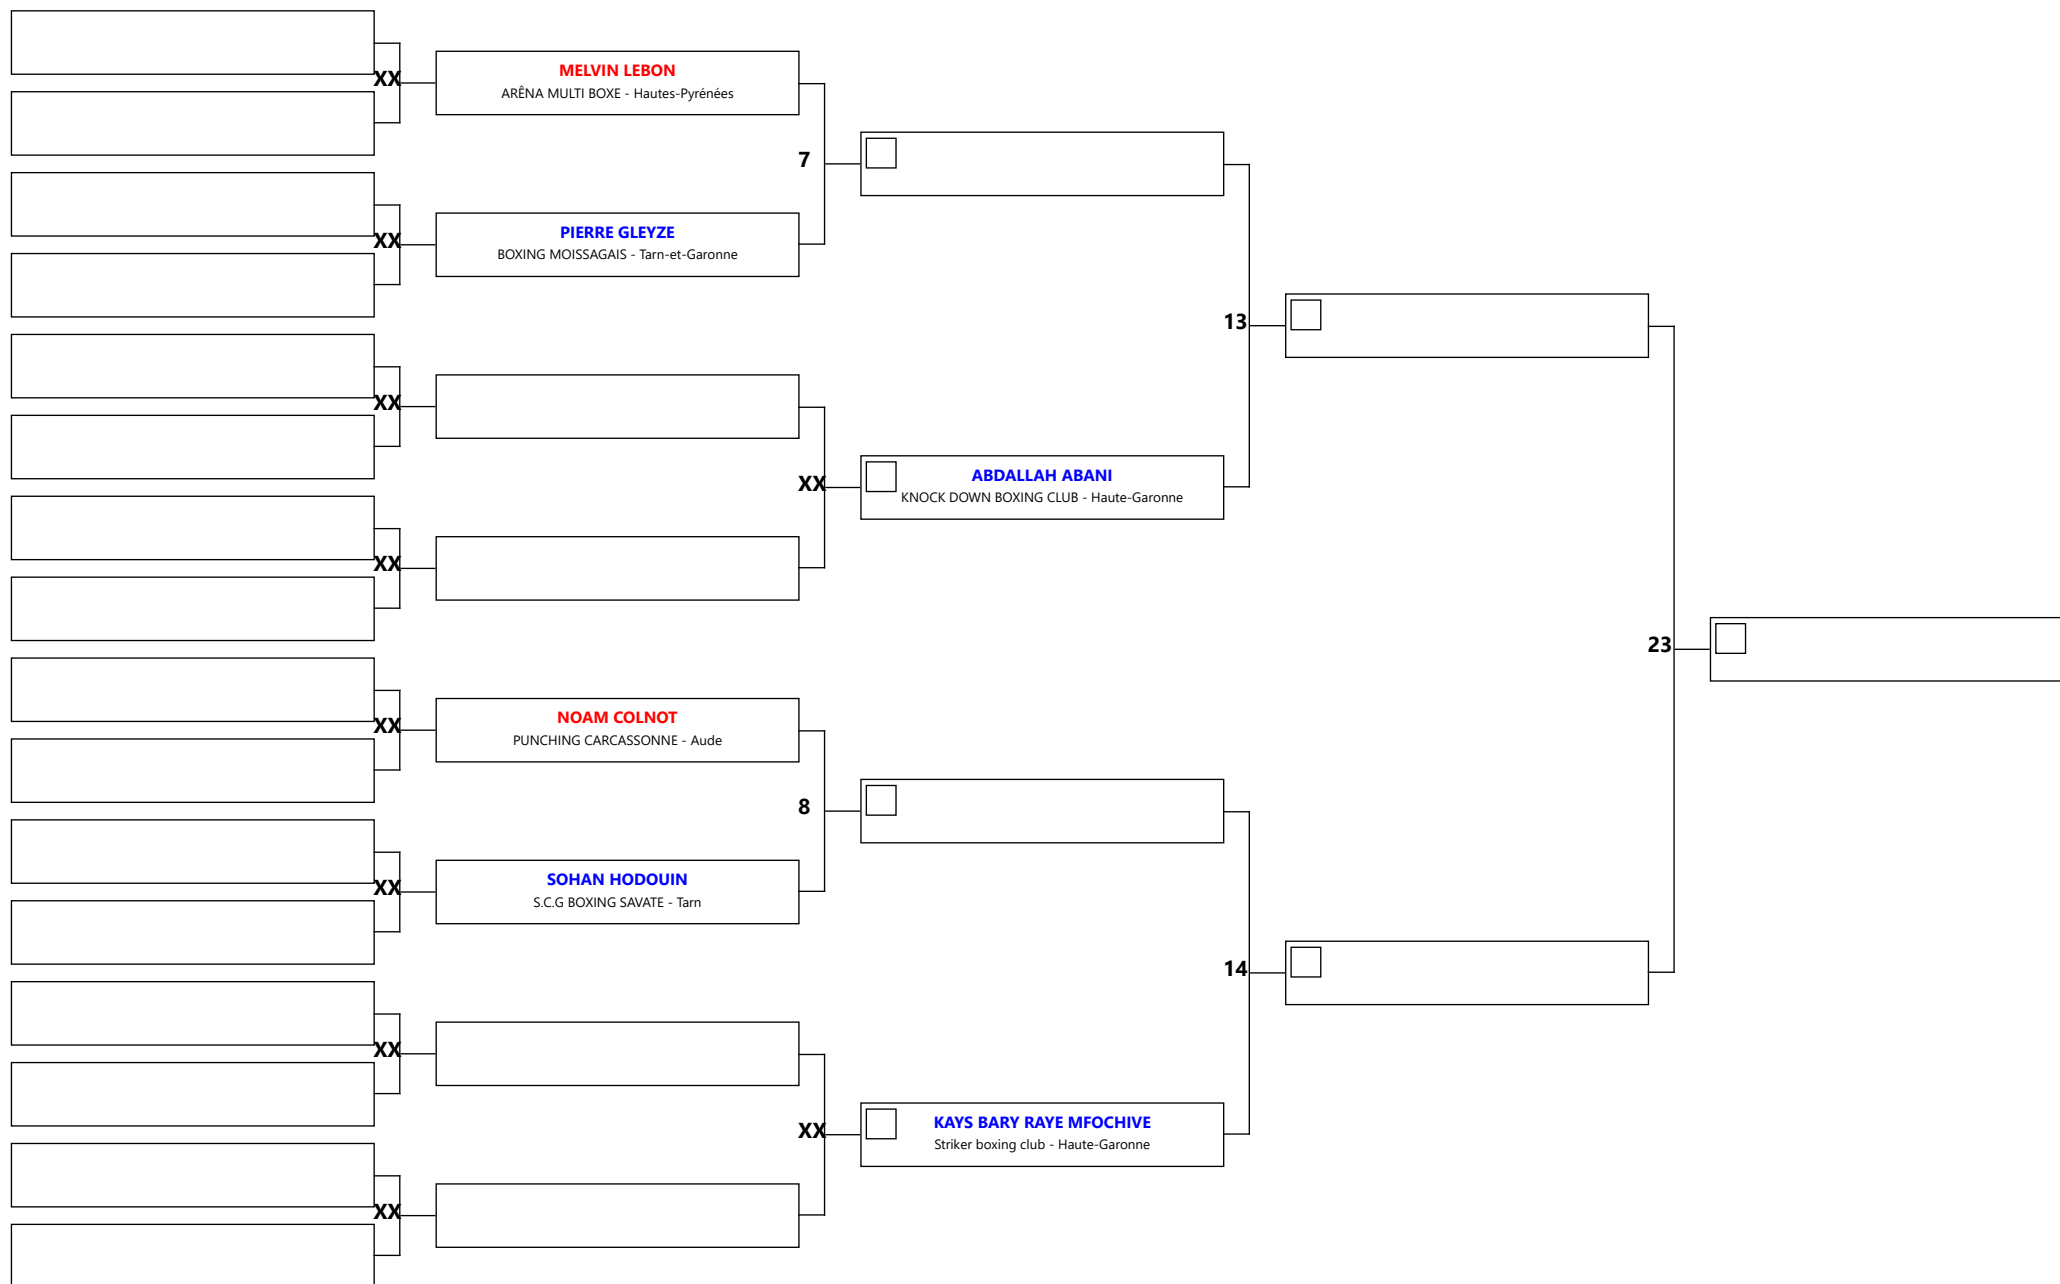 XX
MELVIN LEBON
ARÊNA MULTI BOXE - Hautes-Pyrénées
7
XX
PIERRE GLEYZE
BOXING MOISSAGAIS - Tarn-et-Garonne
13
XX
XX
ABDALLAH ABANI
KNOCK DOWN BOXING CLUB - Haute-Garonne
XX
23
XX
NOAM COLNOT
PUNCHING CARCASSONNE - Aude
8
XX
SOHAN HODOUIN
S.C.G BOXING SAVATE - Tarn
14
XX
XX
KAYS BARY RAYE MFOCHIVE
Striker boxing club - Haute-Garonne
XX